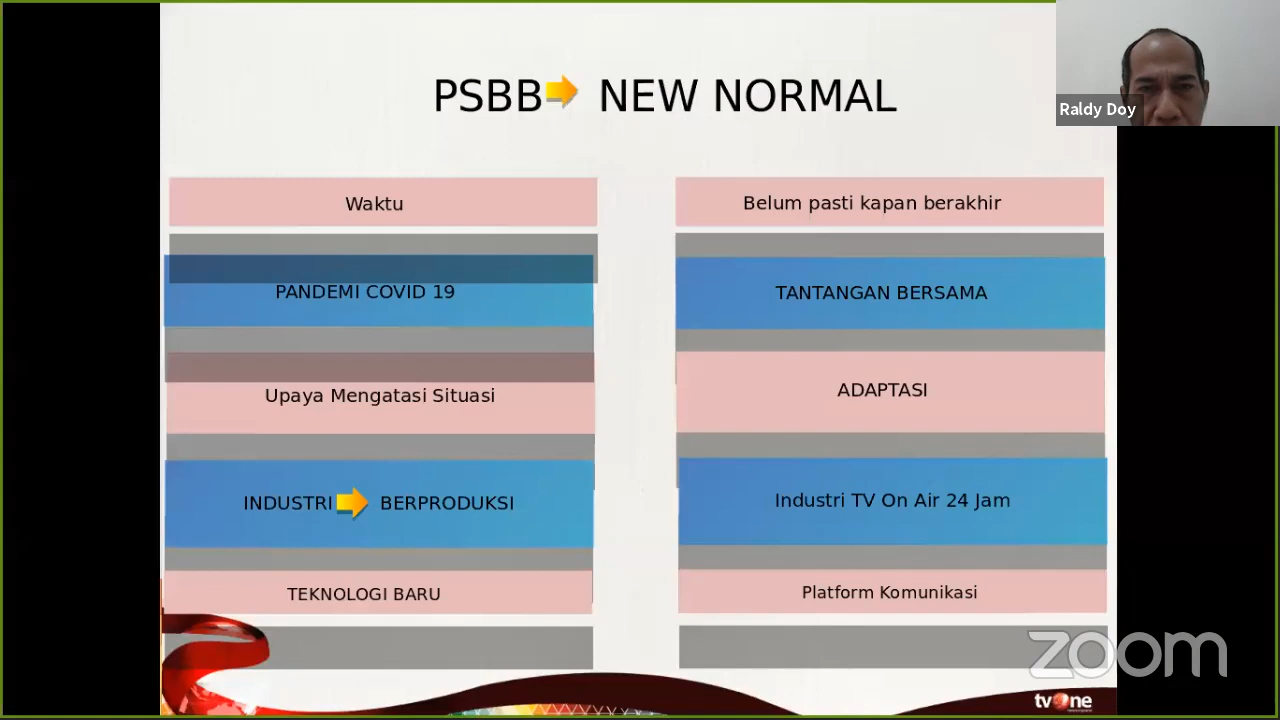 PSBB NEW NORMAL
Raldy Doy
Waktu
Belum pasti kapan berakhir
PANDEMI COVID 19
TANTANGAN BERSAMA
Upaya Mengatasi Situasi
ADAPTASI
INDUSTRI BERPRODUKSI
Industri TV On Air 24 Jam
TEKNOLOGI BARU
Platform Komunikasi
zoom
tvOne